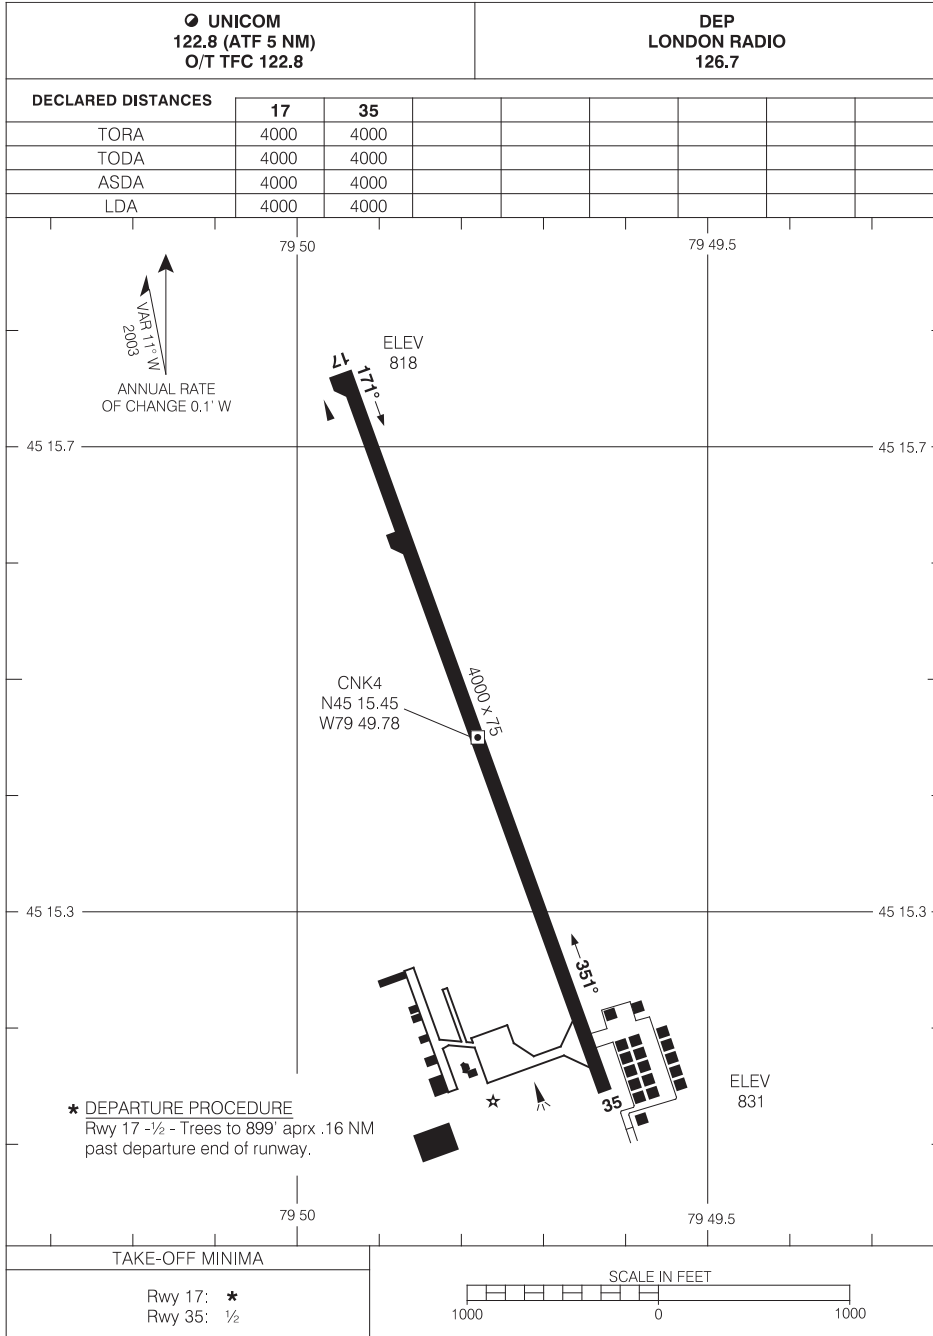 UNICOM
122.8 (ATF 5 NM)
O/T TFC 122.8
DEP
LONDON RADIO
126.7
DECLARED DISTANCES 17 35
TORA 4000 4000
TODA 4000 4000
ASDA 4000 4000
LDA 4000 4000
79 50 79 49.5
VAR 11° W
2003
ANNUAL RATE
OF CHANGE 0.1' W
17
171°
ELEV
818
45 15.7 45 15.7
4000 x 75
CNK4
N45 15.45
W79 49.78
45 15.3 45 15.3
351°
35
ELEV
831
* DEPARTURE PROCEDURE
Rwy 17 -½ - Trees to 899' aprx .16 NM
past departure end of runway.
79 50 79 49.5
TAKE-OFF MINIMA
Rwy 17: *
Rwy 35: ½
SCALE IN FEET
1000 0 1000